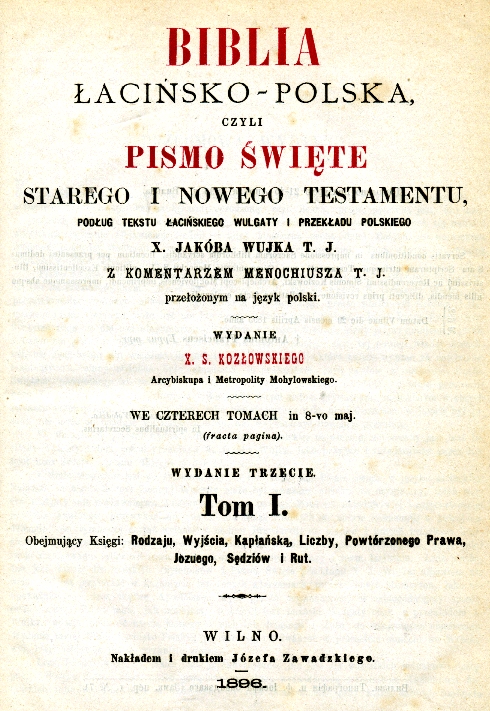 BIBLIA
ŁACIŃSKO-POLSKA,
CZYLI
PISMO ŚWIĘTE
STAREGO I NOWEGO TESTAMENTU,
PODŁUG TEKSTU ŁACIŃSKIEGO WULGATY I PRZEKŁADU POLSKIEGO
X. JAKÓBA WUJKA T. J.
Z KOMENTARZEM MENOCHIUSZA T. J.
przełożonym na język polski.
WYDANIE
X. S. KOZŁOWSKIEGO
Arcybiskupa i Metropolity Mohylowskiego.
WE CZTERECH TOMACH in 8-vo maj.
(fracta pagina).
WYDANIE TRZECIE.
Tom I.
Obejmujący Księgi: Rodzaju, Wyjścia, Kapłańską, Liczby, Powtórzonego Prawa,
Jozuego, Sędziów i Rut.
WILNO.
Nakładem i drukiem Józefa Zawadzkiego.
1896.